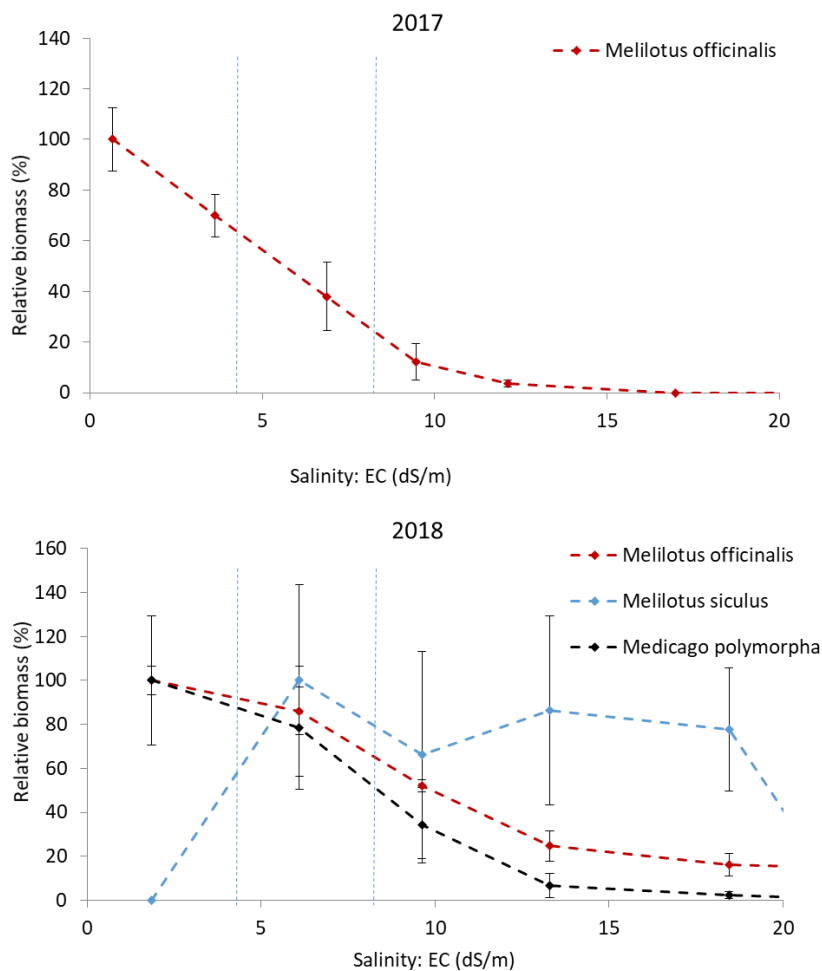 2017
Melilotus officinalis
Relative biomass (%)
140
120
100
80
60
40
20
0
0 5 10 15 20
Salinity: EC (dS/m)
2018
Melilotus officinalis
Melilotus siculus
Medicago polymorpha
Relative biomass (%)
160
140
120
100
80
60
40
20
0
0 5 10 15 20
Salinity: EC (dS/m)